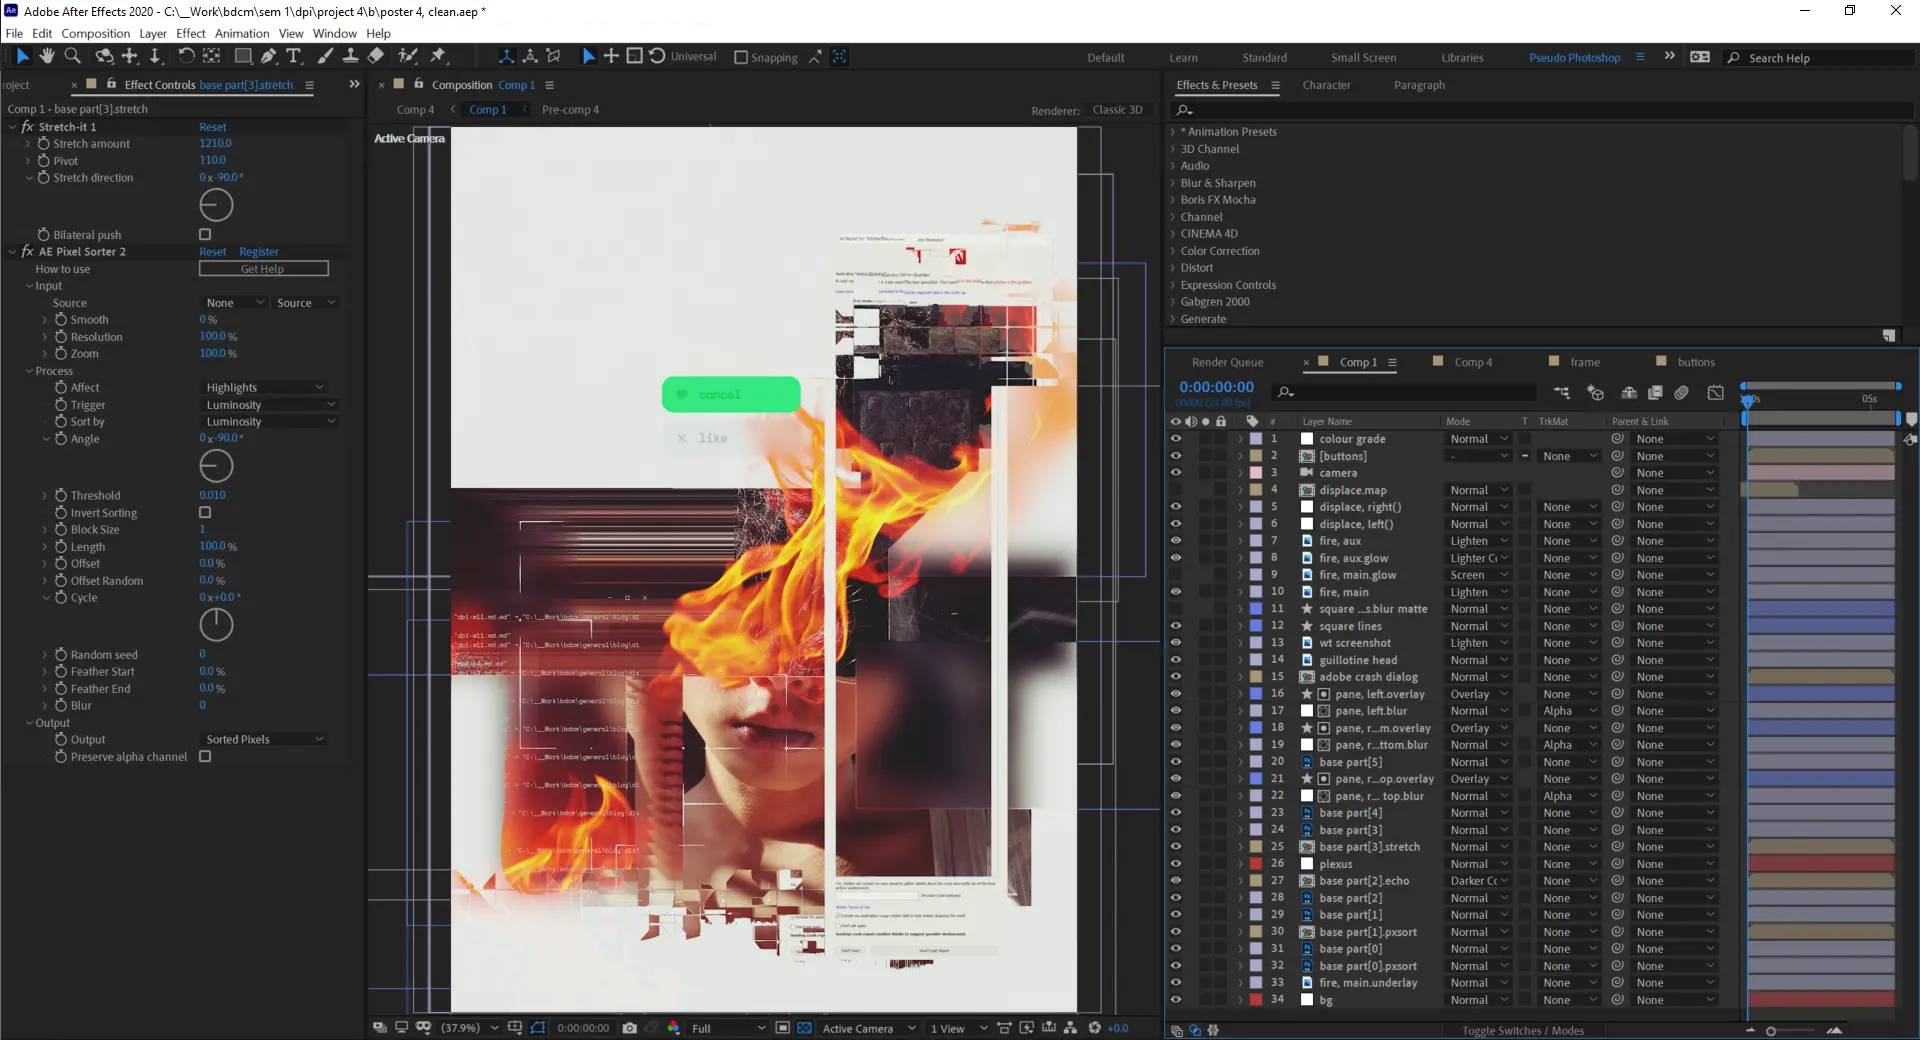 Adobe After Effects 2020 - C:\__Work\bdcm\sem 1\dpi\project 4\b\poster 4, clean.aep *
File Edit Composition Layer Effect Animation View Window Help
Universal Snapping Default Learn Standard Small Screen Libraries Pseudo Photoshop Search Help
roject Effect Controls base part[3].stretch
Comp 1 • base part[3].stretch
fx Stretch-it 1 Reset
Stretch amount 1210.0
Pivot 110.0
Stretch direction 0x-90.0°
Bilateral push
fx AE Pixel Sorter 2 Reset Register
How to use Get Help
Input
Source None Source
Smooth 0%
Resolution 100.0%
Zoom 100.0%
Process
Affect Highlights
Trigger Luminosity
Sort by Luminosity
Angle 0x-90.0°
Threshold 0.010
Invert Sorting
Block Size 1
Length 100.0%
Offset 0.0%
Offset Random 0.0%
Cycle 0x+0.0°
Random seed 0
Feather Start 0.0%
Feather End 0.0%
Blur 0
Output
Output Sorted Pixels
Preserve alpha channel
Composition Comp 1
Comp 4 Comp 1 Pre-comp 4 Renderer: Classic 3D
Active Camera
cancel
like
(37.9%) 0:00:00:00 Full Active Camera 1 View +0.0
Effects & Presets Character Paragraph
* Animation Presets
3D Channel
Audio
Blur & Sharpen
Boris FX Mocha
Channel
CINEMA 4D
Color Correction
Distort
Expression Controls
Gabgren 2000
Generate
Render Queue Comp 1 Comp 4 frame buttons
0:00:00:00
00000 (24.00 fps)
05s
# Layer Name Mode T TrkMat Parent & Link
1 colour grade Normal None
2 [buttons] - None None
3 camera None
4 displace.map Normal None
5 displace, right() Normal None None
6 displace, left() Normal None None
7 fire, aux Lighten None None
8 fire, aux.glow Lighter Cc None None
9 fire, main.glow Screen None None
10 fire, main Lighten None None
11 square ...s.blur matte Normal None None
12 square lines Normal None None
13 wt screenshot Lighten None None
14 guillotine head Normal None None
15 adobe crash dialog Normal None None
16 pane, left.overlay Overlay None None
17 pane, left.blur Normal Alpha None
18 pane, r...m.overlay Overlay None None
19 pane, r...ttom.blur Normal Alpha None
20 base part[5] Normal None None
21 pane, r...op.overlay Overlay None None
22 pane, r... top.blur Normal Alpha None
23 base part[4] Normal None None
24 base part[3] Normal None None
25 base part[3].stretch Normal None None
26 plexus Normal None None
27 base part[2].echo Darker Cc None None
28 base part[2] Normal None None
29 base part[1] Normal None None
30 base part[1].pxsort Normal None None
31 base part[0] Normal None None
32 base part[0].pxsort Normal None None
33 fire, main.underlay Normal None None
34 bg Normal None None
Toggle Switches / Modes